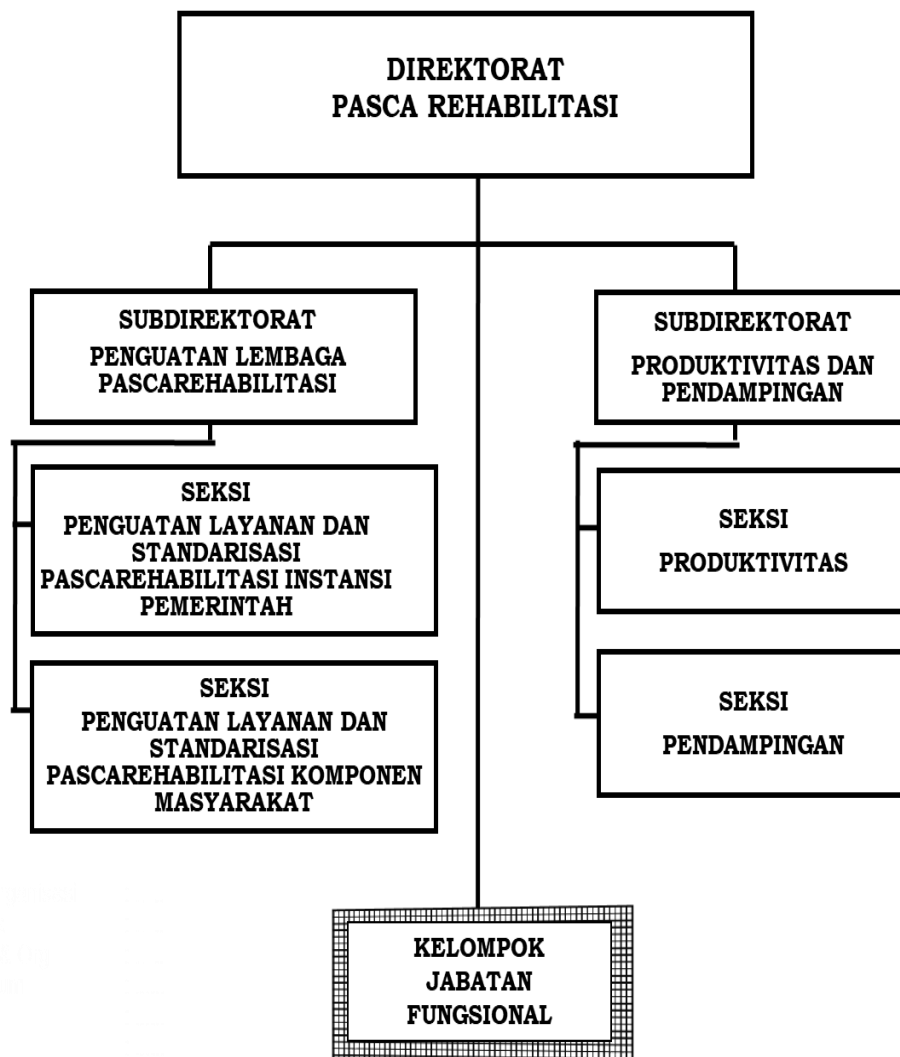 DIREKTORAT
PASCA REHABILITASI
SUBDIREKTORAT
PENGUATAN LEMBAGA
PASCAREHABILITASI
SUBDIREKTORAT
PRODUKTIVITAS DAN
PENDAMPINGAN
SEKSI
PENGUATAN LAYANAN DAN
STANDARISASI
PASCAREHABILITASI INSTANSI
PEMERINTAH
SEKSI
PRODUKTIVITAS
SEKSI
PENGUATAN LAYANAN DAN
STANDARISASI
PASCAREHABILITASI KOMPONEN
MASYARAKAT
SEKSI
PENDAMPINGAN
KELOMPOK
JABATAN
FUNGSIONAL